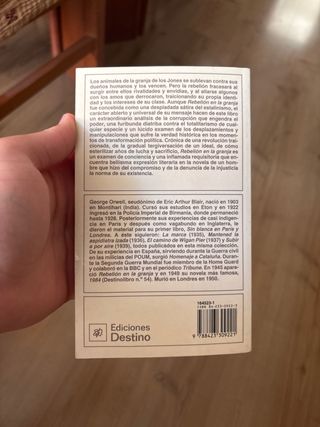 Los animales de la granja de los Jones se sublevan contra sus
dueños humanos y los vencen. Pero la rebelión fracasará al
surgir entre ellos rivalidades y envidias, y al aliarse algunos
con los amos que derrocaron, traicionando su propia identi-
dad y los intereses de su clase. Aunque Rebelión en la granja
fue concebida como una despiadada sátira del estalinismo, el
carácter abierto y universal de su mensaje hacen de este libro
un extraordinario análisis de la corrupción que engendra el
poder, una furibunda diatriba contra el totalitarismo de cual-
quier especie y un lúcido examen de los desplazamientos y
manipulaciones que sufre la verdad histórica en los momen-
tos de transformación política. Crónica de una revolución trai-
cionada, de la gradual tergiversación de un ideal, de cómo
esterilizar años de lucha y sacrificio, Rebelión en la granja es
un examen de conciencia y una inflamada requisitoria que en-
cuentra bellísima expresión literaria en la novela de un hom-
bre que hizo del compromiso y de la denuncia de la injusticia
la norma de su existencia.
George Orwell, seudónimo de Eric Arthur Blair, nació en 1903
en Montihari (India). Cursó sus estudios en Eton y en 1922
ingresó en la Policía Imperial de Birmania, donde permaneció
hasta 1928. Posteriormente sus experiencias de casi indigen-
cia en París y después como vagabundo en Inglaterra, le
dieron el material para su primer libro, Sin blanca en París y
Londres. A éste siguieron: La marca (1935), Mantened la
aspidistra izada (1936), El camino de Wigan Pier (1937) y Subir
a por aire (1939), todos publicados en esta misma colección.
De su experiencia en España, sirviendo durante la Guerra civil
en las milicias del POUM, surgió Homenaje a Cataluña. Duran-
te la Segunda Guerra Mundial fue miembro de la Home Guard
y colaboró en la BBC y en el periódico Tribune. En 1945 apare-
ció Rebelión en la granja y en 1949 su novela más famosa,
1984 (Destinolibro n.º 54). Murió en Londres en 1950.
Ediciones
Destino
9 788423 309221